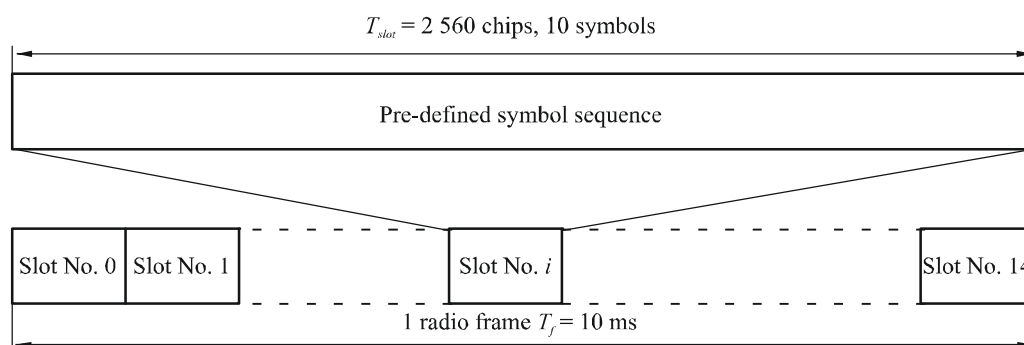 T_slot = 2 560 chips, 10 symbols
Pre-defined symbol sequence
Slot No. 0 Slot No. 1 Slot No. i Slot No. 14
1 radio frame T_f = 10 ms